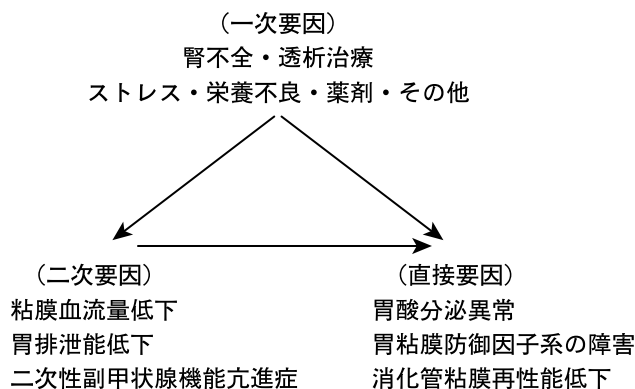 （一次要因）
腎不全・透析治療
ストレス・栄養不良・薬剤・その他
（二次要因）
粘膜血流量低下
胃排泄能低下
二次性副甲状腺機能亢進症
（直接要因）
胃酸分泌異常
胃粘膜防御因子系の障害
消化管粘膜再性能低下